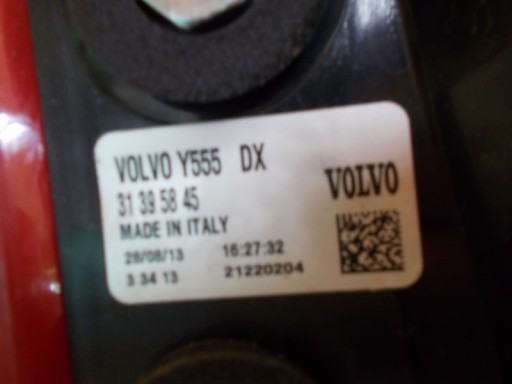 VOLVO Y555 DX
31 39 58 45
VOLVO
MADE IN ITALY
28/08/13 16:27:32
3 34 13 21220204